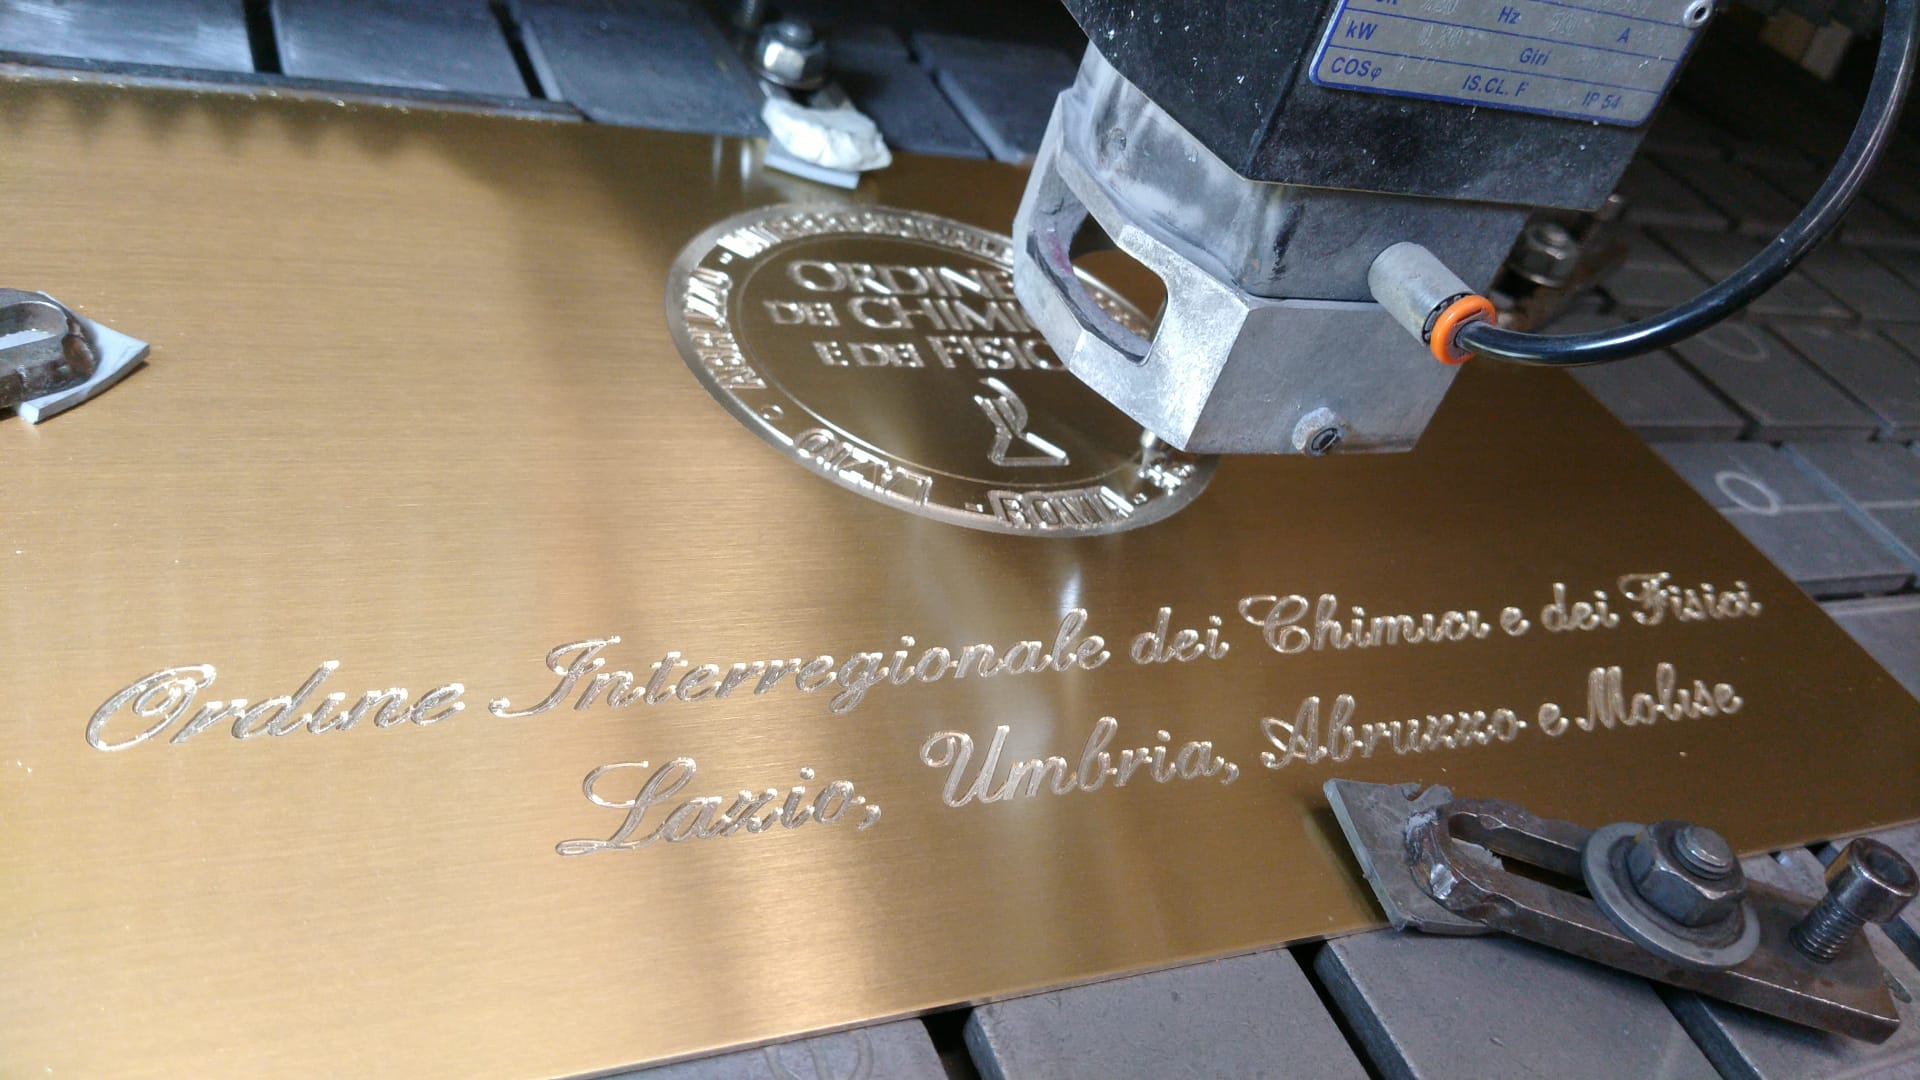 Hz
A
kW
Giri
COSφ
IS.CL. F
IP 54
ORDINE
DEI CHIMI
E DEI FISIC
LAZIO
ROMA
Ordine Interregionale dei Chimici e dei Fisici
Lazio, Umbria, Abruzzo e Molise